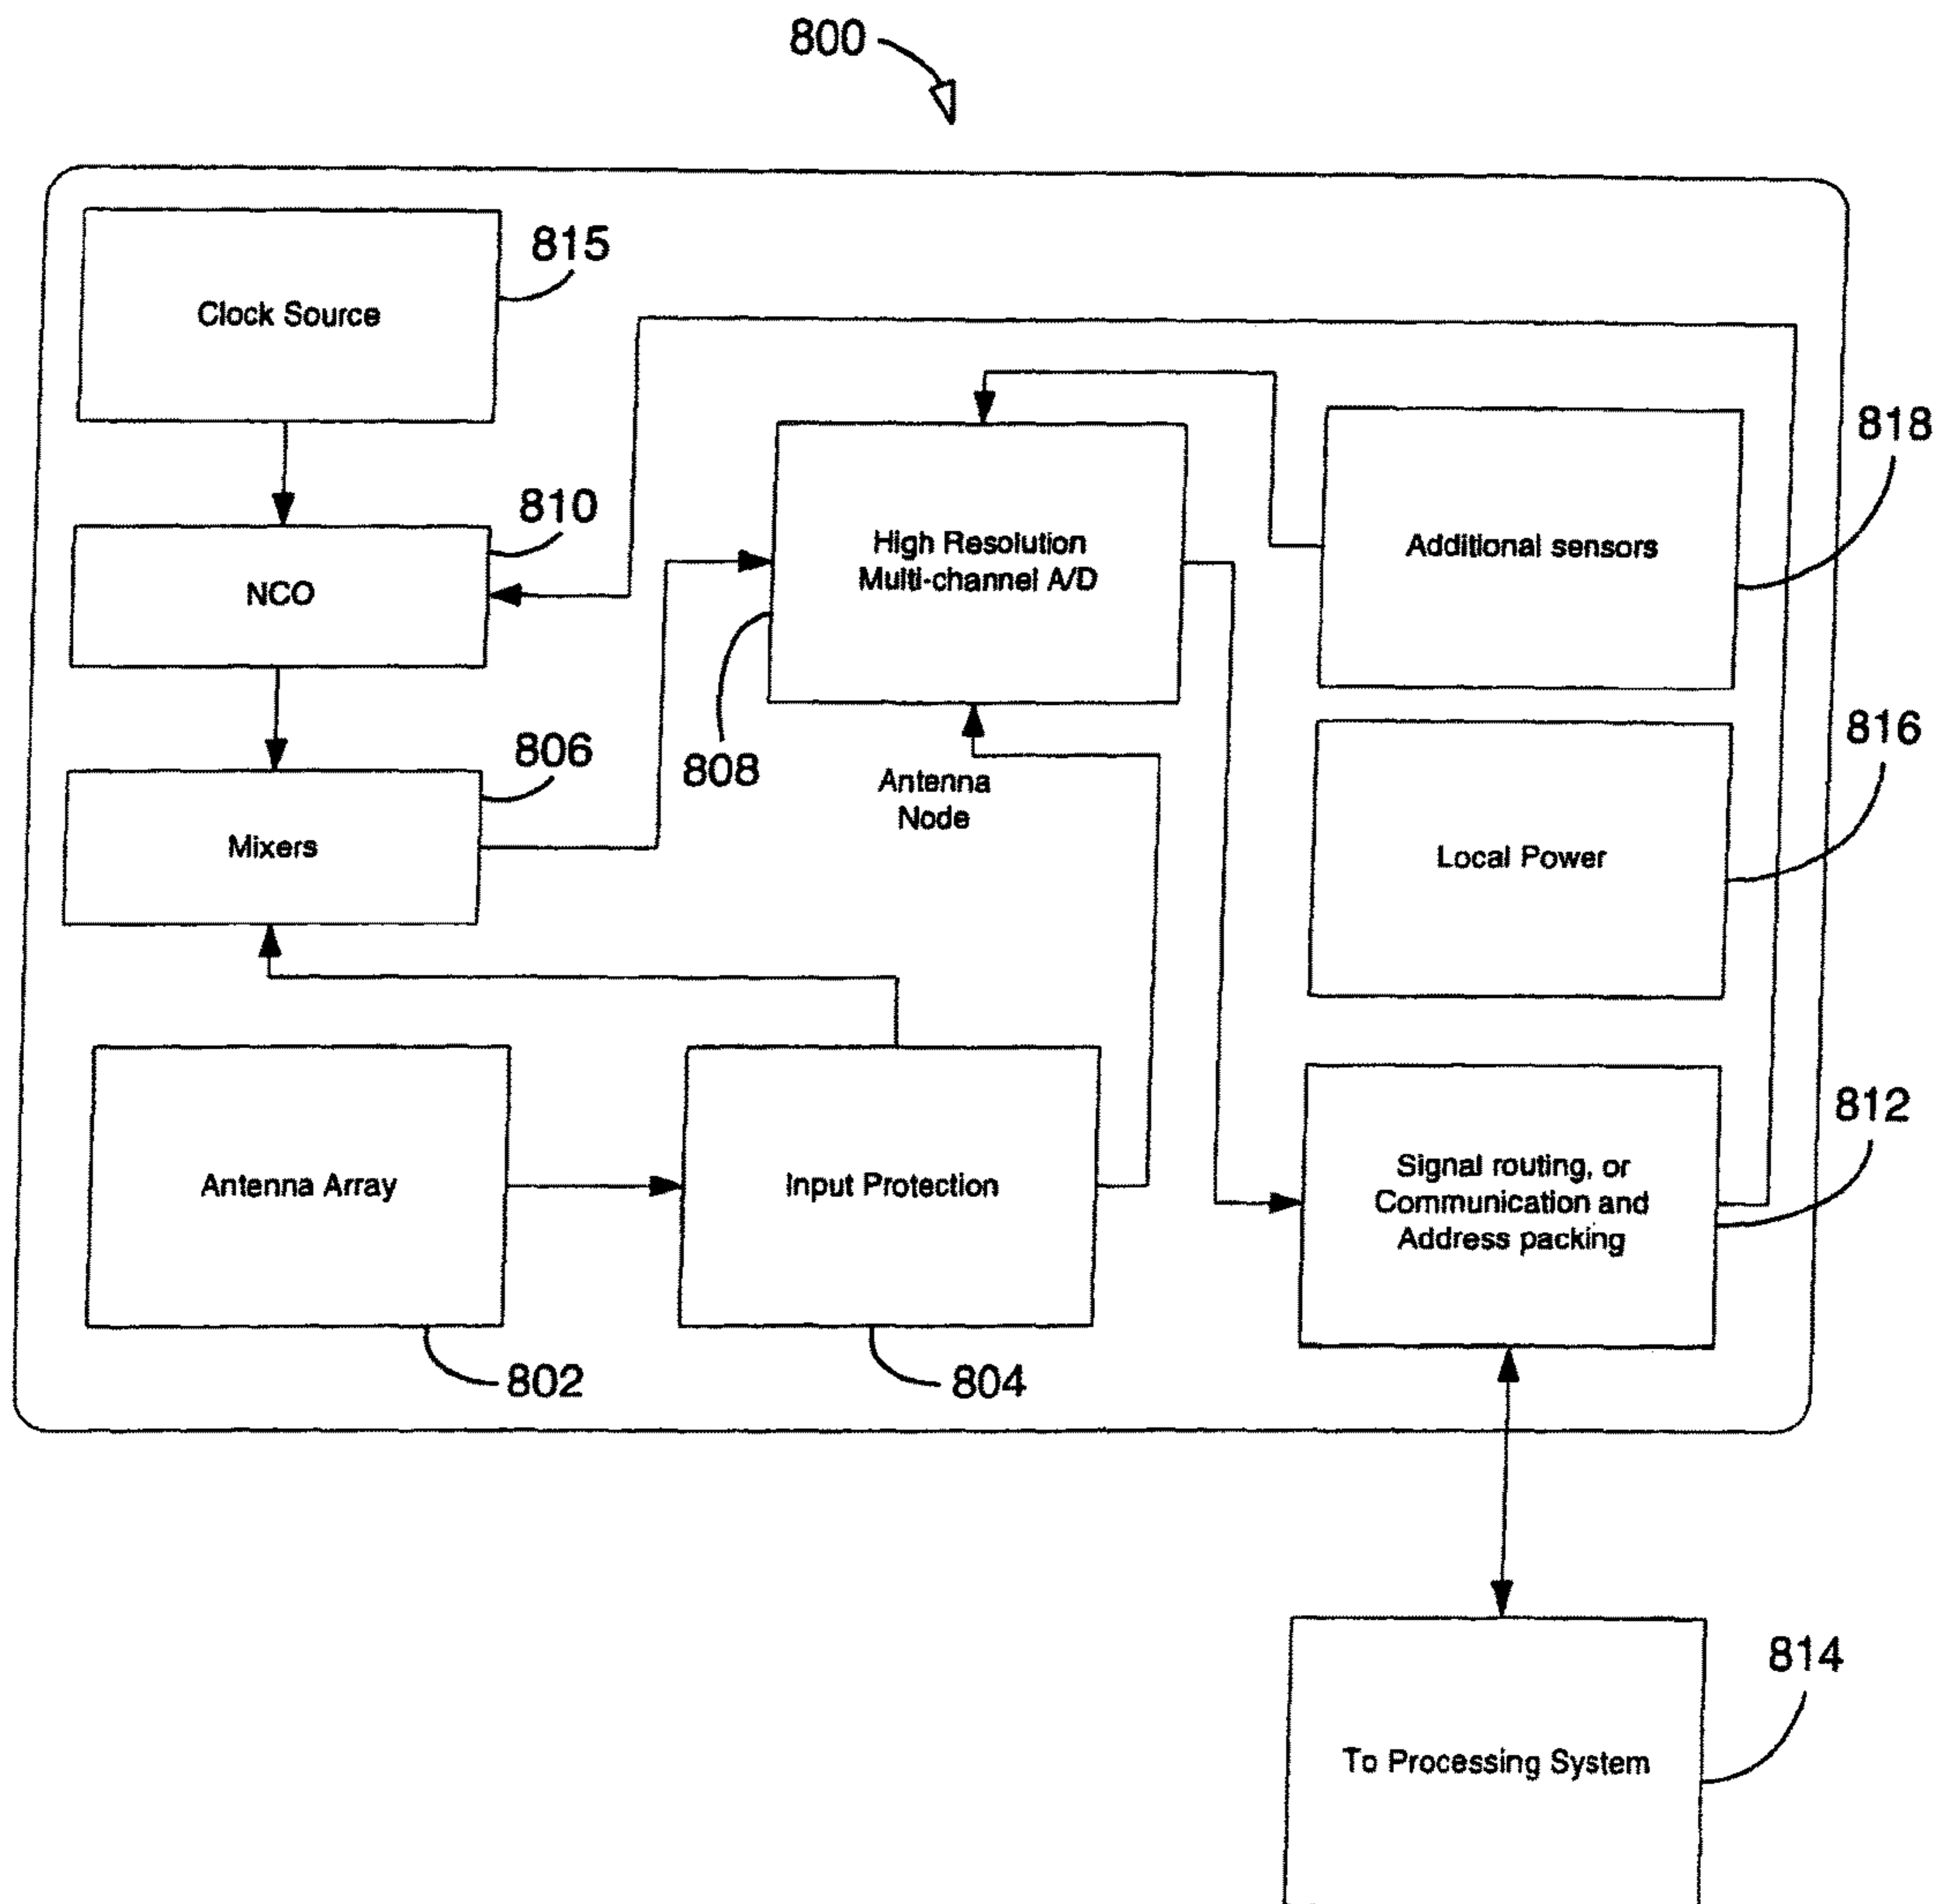 800
Clock Source
815
NCO
810
Mixers
806
High Resolution
Multi-channel A/D
808
Antenna
Node
Additional sensors
818
Local Power
816
Antenna Array
802
Input Protection
804
Signal routing, or
Communication and
Address packing
812
To Processing System
814